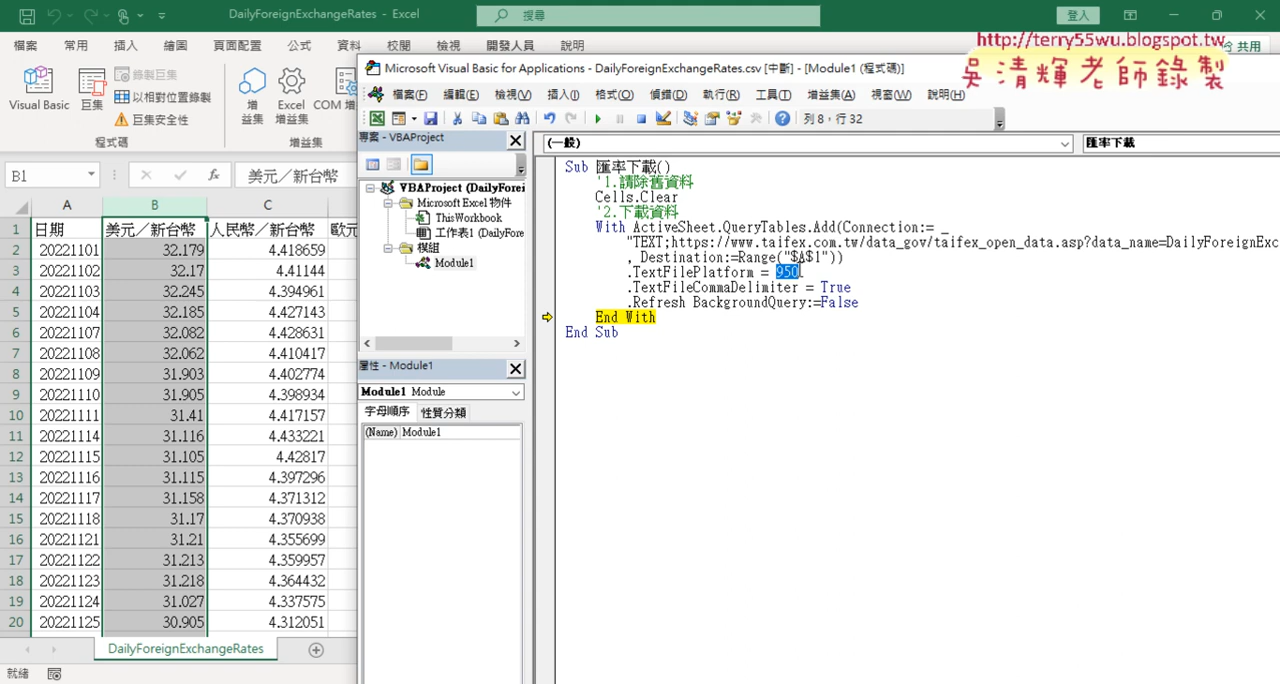 DailyForeignExchangeRates - Excel
搜尋
登入
檔案
常用
插入
繪圖
頁面配置
公式
資料
校閱
檢視
開發人員
說明
共用
http://terry55wu.blogspot.tw
吳清輝老師錄製
Visual Basic
巨集
錄製巨集
以相對位置錄製
巨集安全性
程式碼
增
益集
Excel
增益集
COM 增
增益集
B1
fx
美元／新台幣
A
B
C
1 日期 美元／新台幣 人民幣／新台幣 歐元
2 20221101 32.179 4.418659
3 20221102 32.17 4.41144
4 20221103 32.245 4.394961
5 20221104 32.185 4.427143
6 20221107 32.082 4.428631
7 20221108 32.062 4.410417
8 20221109 31.903 4.402774
9 20221110 31.905 4.398934
10 20221111 31.41 4.417157
11 20221114 31.116 4.433221
12 20221115 31.105 4.42817
13 20221116 31.115 4.397296
14 20221117 31.158 4.371312
15 20221118 31.17 4.370938
16 20221121 31.21 4.355699
17 20221122 31.213 4.359957
18 20221123 31.218 4.364432
19 20221124 31.027 4.337575
20 20221125 30.905 4.312051
DailyForeignExchangeRates
就緒
Microsoft Visual Basic for Applications - DailyForeignExchangeRates.csv [中斷] - [Module1 (程式碼)]
檔案(F) 編輯(E) 檢視(V) 插入(I) 格式(O) 偵錯(D) 執行(R) 工具(T) 增益集(A) 視窗(W) 說明(H)
列 8，行 32
專案 - VBAProject
VBAProject (DailyForei
Microsoft Excel 物件
ThisWorkbook
工作表1 (DailyFore
模組
Module1
屬性 - Module1
Module1 Module
字母順序 性質分類
(Name) Module1
(一般)
匯率下載
Sub 匯率下載()
'1.請除舊資料
Cells.Clear
'2.下載資料
With ActiveSheet.QueryTables.Add(Connection:= _
"TEXT;https://www.taifex.com.tw/data_gov/taifex_open_data.asp?data_name=DailyForeignExc
, Destination:=Range("$A$1"))
.TextFilePlatform = 950
.TextFileCommaDelimiter = True
.Refresh BackgroundQuery:=False
End With
End Sub